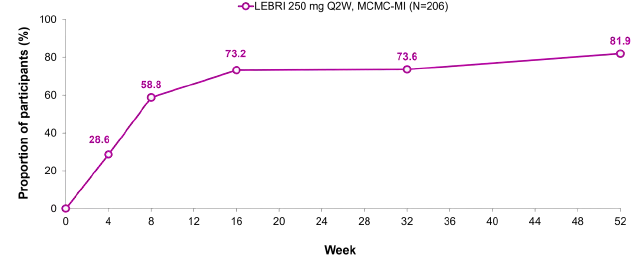 LEBRI 250 mg Q2W, MCMC-MI (N=206)
Proportion of participants (%)
100
80
60
40
20
0
28.6
58.8
73.2
73.6
81.9
0 4 8 12 16 20 24 28 32 36 40 44 48 52
Week